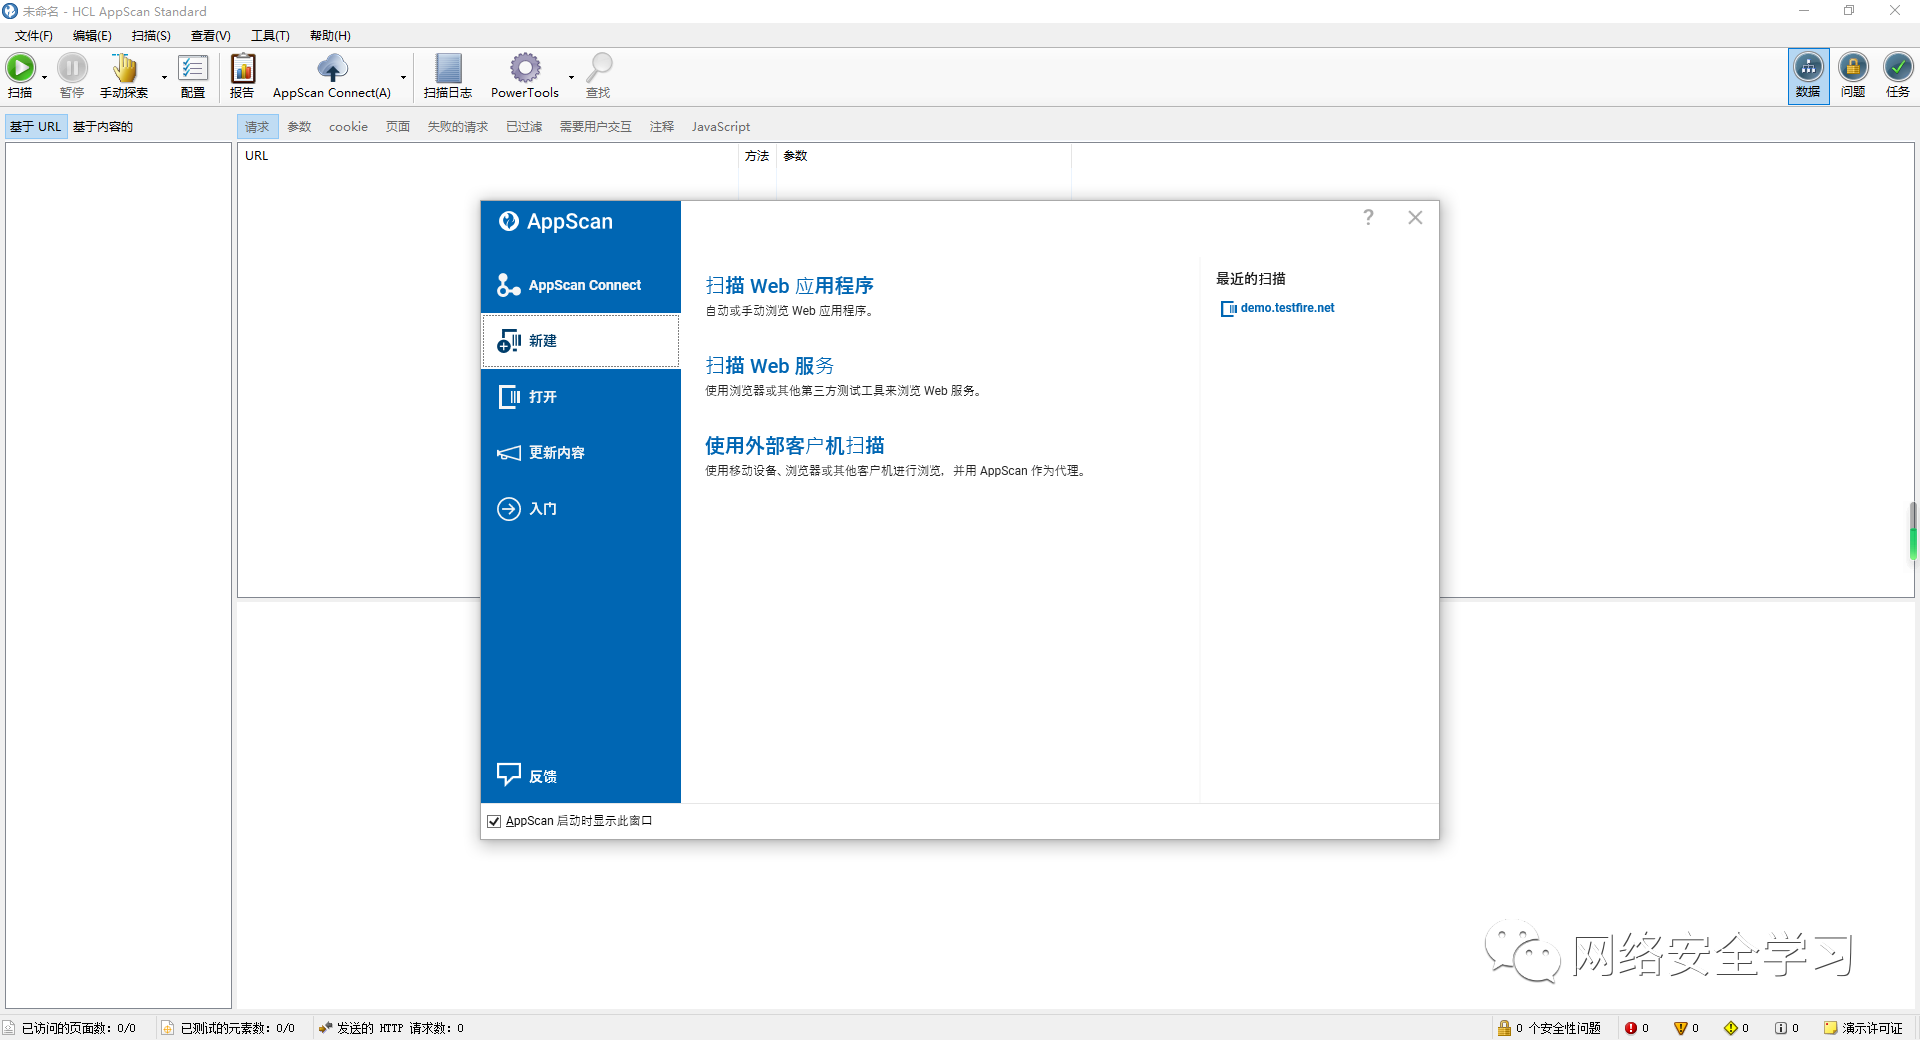 未命名 - HCL AppScan Standard
文件(F) 编辑(E) 扫描(S) 查看(V) 工具(T) 帮助(H)
扫描 暂停 手动探索 配置 报告 AppScan Connect(A) 扫描日志 PowerTools 查找 数据 问题 任务
基于 URL 基于内容的 请求 参数 cookie 页面 失败的请求 已过滤 需要用户交互 注释 JavaScript
URL 方法 参数
AppScan
?
AppScan Connect
新建
打开
更新内容
入门
反馈
扫描 Web 应用程序
自动或手动浏览 Web 应用程序。
扫描 Web 服务
使用浏览器或其他第三方测试工具来浏览 Web 服务。
使用外部客户机扫描
使用移动设备、浏览器或其他客户机进行浏览，并用 AppScan 作为代理。
最近的扫描
demo.testfire.net
AppScan 启动时显示此窗口
网络安全学习
已访问的页面数：0/0 已测试的元素数：0/0 发送的 HTTP 请求数：0 0 个安全性问题 0 0 0 0 演示许可证